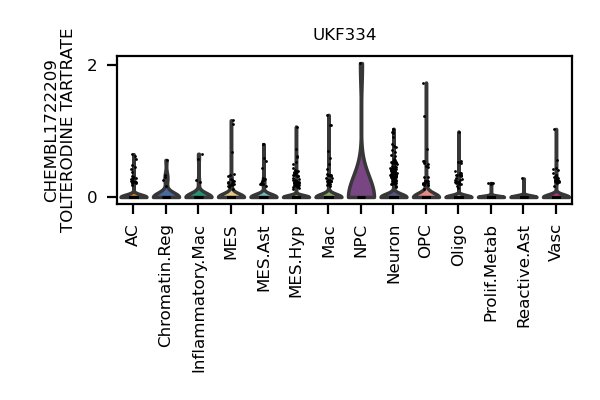 UKF334
CHEMBL1722209
TOLTERODINE TARTRATE
2
0
AC
Chromatin.Reg
Inflammatory.Mac
MES
MES.Ast
MES.Hyp
Mac
NPC
Neuron
OPC
Oligo
Prolif.Metab
Reactive.Ast
Vasc